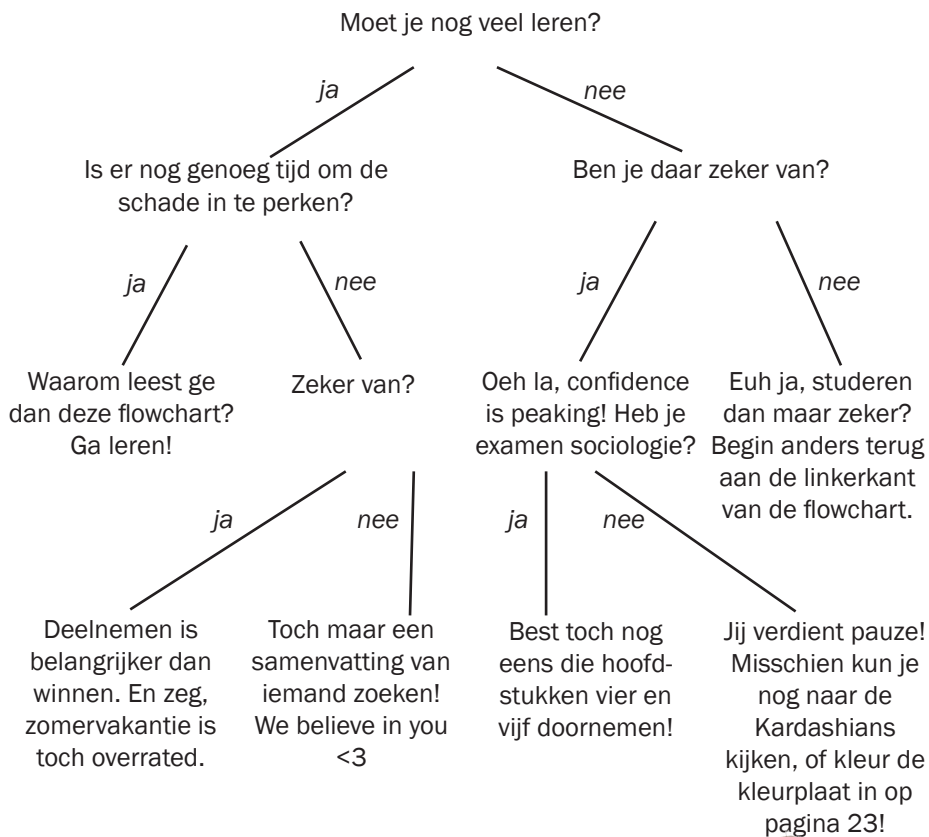 Moet je nog veel leren?
ja
nee
Is er nog genoeg tijd om de
schade in te perken?
Ben je daar zeker van?
ja
nee
ja
nee
Waarom leest ge
dan deze flowchart?
Ga leren!
Zeker van?
Oeh la, confidence
is peaking! Heb je
examen sociologie?
Euh ja, studeren
dan maar zeker?
Begin anders terug
aan de linkerkant
van de flowchart.
ja
nee
ja
nee
Deelnemen is
belangrijker dan
winnen. En zeg,
zomervakantie is
toch overrated.
Toch maar een
samenvatting van
iemand zoeken!
We believe in you
<3
Best toch nog
eens die hoofd-
stukken vier en
vijf doornemen!
Jij verdient pauze!
Misschien kun je
nog naar de
Kardashians
kijken, of kleur de
kleurplaat in op
pagina 23!